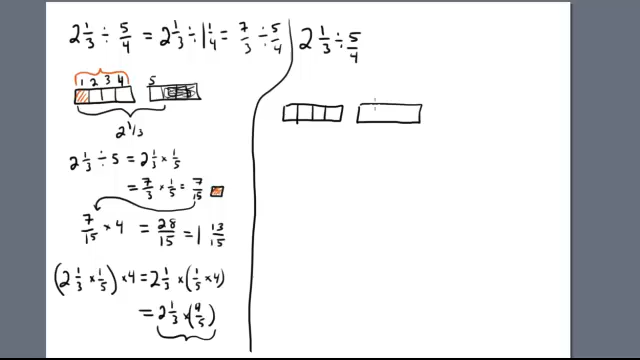 2 1/3 ÷ 5/4 = 2 1/3 ÷ 1 1/4 = 7/3 ÷ 5/4
1 2 3 4 5
2 1/3
2 1/3 ÷ 5 = 2 1/3 × 1/5
= 7/3 × 1/5 = 7/15
7/15 × 4 = 28/15 = 1 13/15
(2 1/3 × 1/5) × 4 = 2 1/3 × (1/5 × 4)
= 2 1/3 × (4/5)
2 1/3 ÷ 5/4